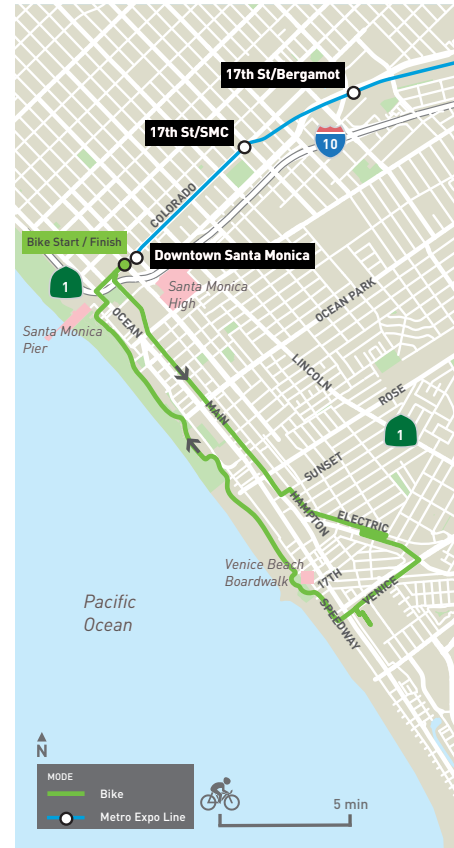 17th St/Bergamot
17th St/SMC
10
COLORADO
Bike Start / Finish
Downtown Santa Monica
1
Santa Monica
High
OCEAN PARK
Santa Monica
Pier
OCEAN
LINCOLN
ROSE
MAIN
1
SUNSET
HAMPTON
ELECTRIC
Venice Beach
Boardwalk
17TH
VENICE
SPEEDWAY
Pacific
Ocean
N
MODE
Bike
Metro Expo Line
5 min